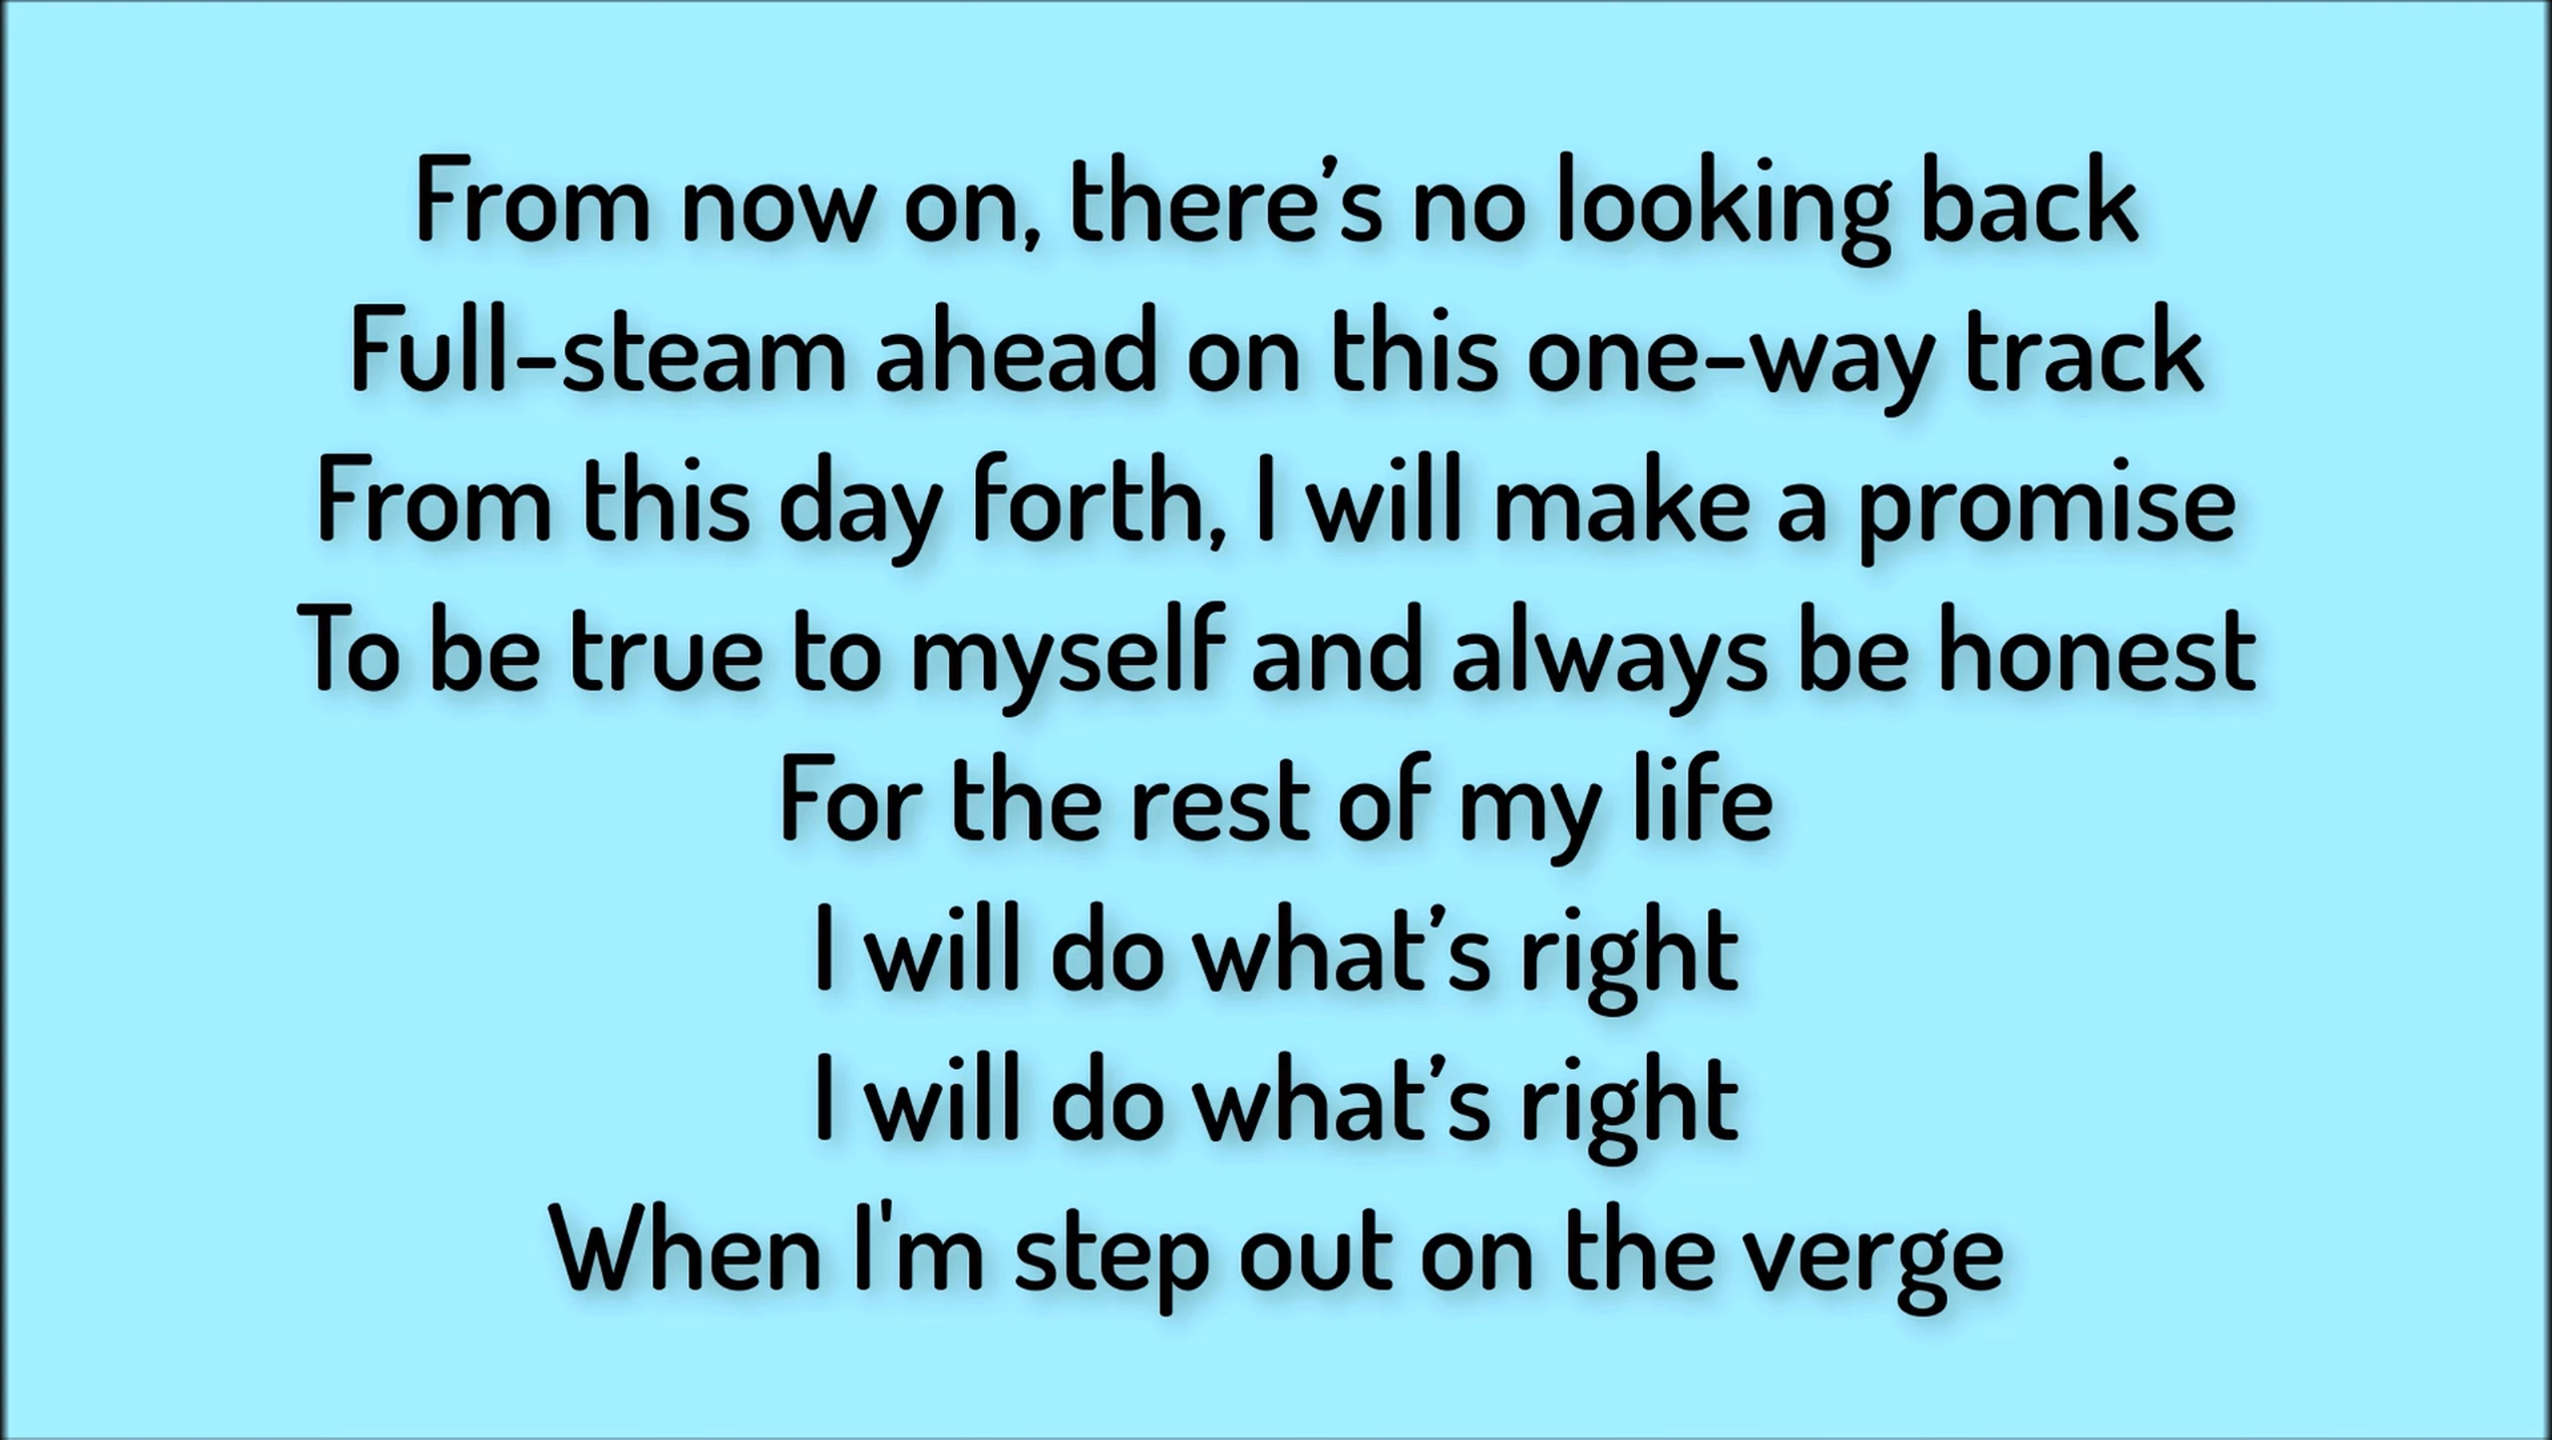 From now on, there’s no looking back
Full-steam ahead on this one-way track
From this day forth, I will make a promise
To be true to myself and always be honest
For the rest of my life
I will do what’s right
I will do what’s right
When I'm step out on the verge